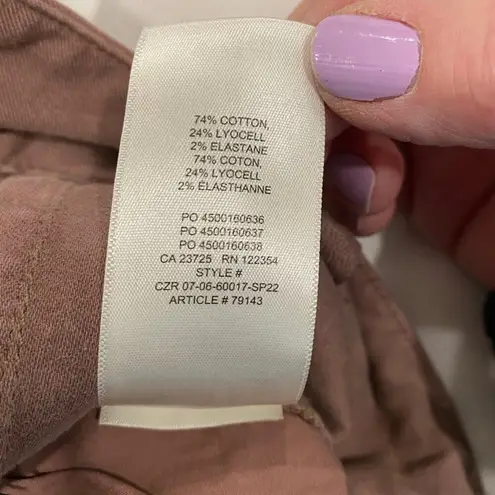 74% COTTON,
24% LYOCELL
2% ELASTANE
74% COTON,
24% LYOCELL
2% ÉLASTHANNE
PO 4500160636
PO 4500160637
PO 4500160638
CA 23725 RN 122354
STYLE #
CZR 07-06-60017-SP22
ARTICLE # 79143